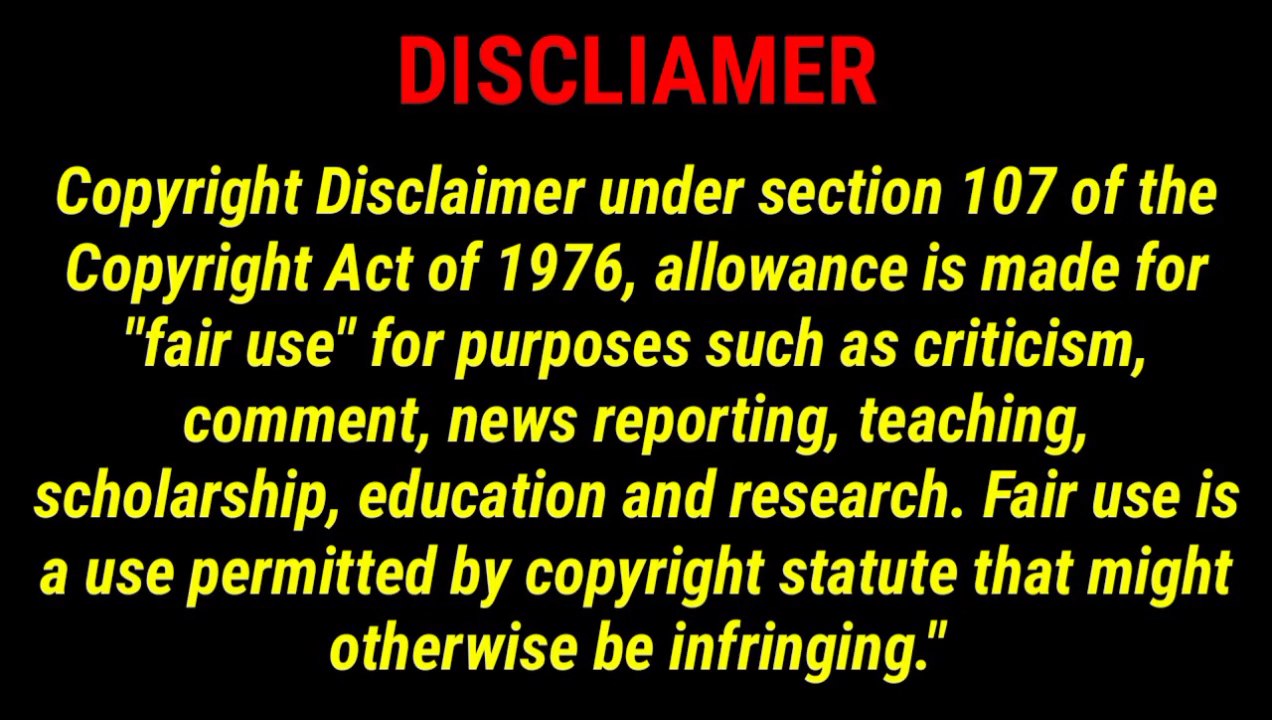 DISCLIAMER
Copyright Disclaimer under section 107 of the
Copyright Act of 1976, allowance is made for
"fair use" for purposes such as criticism,
comment, news reporting, teaching,
scholarship, education and research. Fair use is
a use permitted by copyright statute that might
otherwise be infringing."